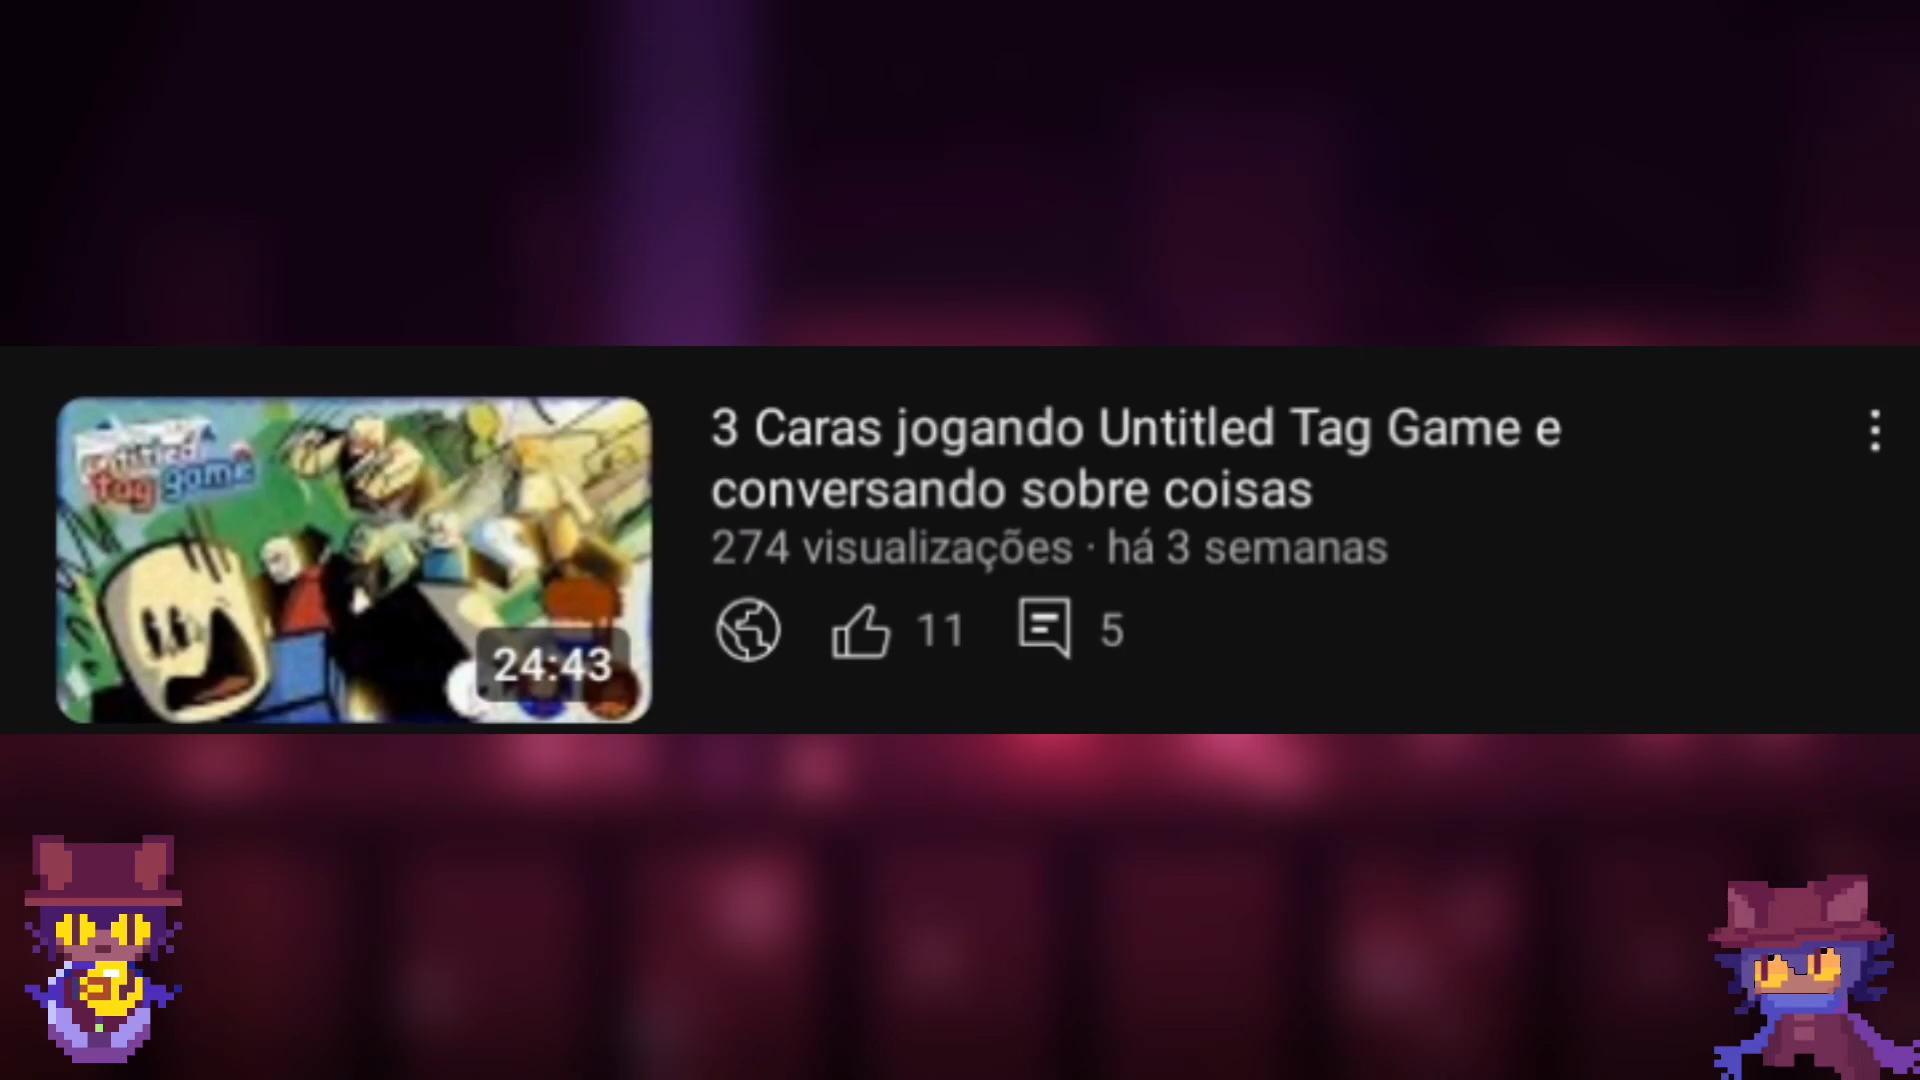 untitled
tag game
24:43
3 Caras jogando Untitled Tag Game e
conversando sobre coisas
274 visualizações · há 3 semanas
11
5